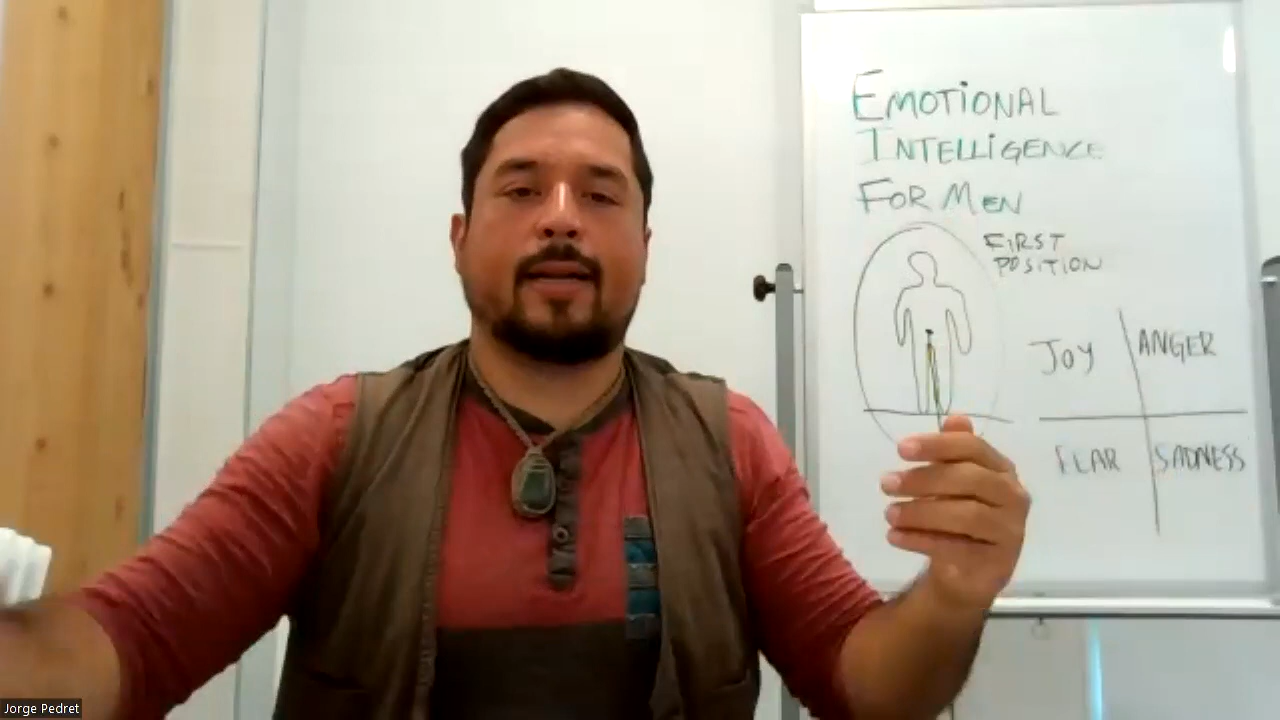 EMOTIONAL
INTELLIGENCE
FOR MEN
FIRST
POSITION
JOY
ANGER
FEAR
SADNESS
Jorge Pedret